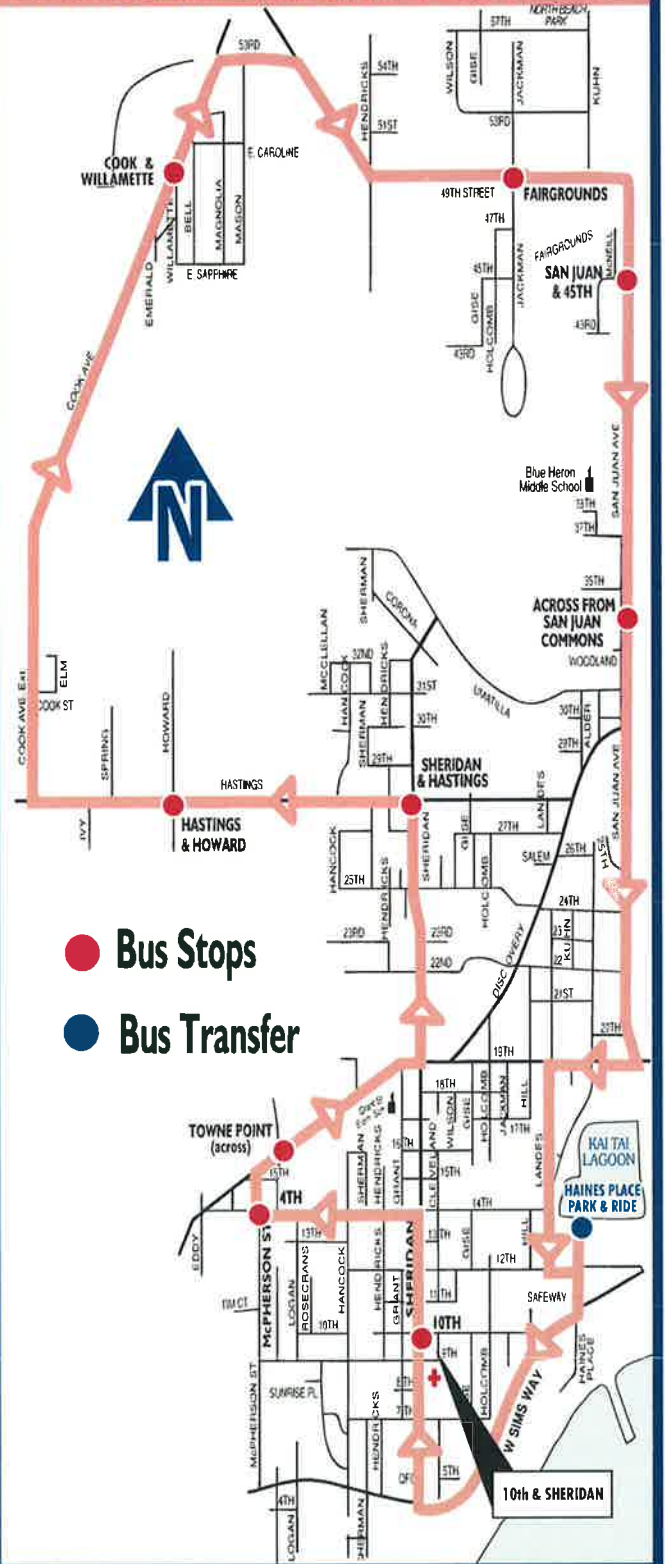 NORTH BEACH
PARK
57TH
53RD
54TH
51ST
HENDRICKS
WILSON
GISE
JACKMAN
KUHN
53RD
E. CAROLINE
COOK &
WILLAMETTE
WILLAMETTE
BELL
MAGNOLIA
MASON
EMERALD
E. SAPPHIRE
49TH STREET
FAIRGROUNDS
47TH
FAIRGROUNDS
McNEILL
SAN JUAN
& 45TH
45TH
GISE
HOLCOMB
JACKMAN
43RD
43RD
COOK AVE
N
SAN JUAN AVE
Blue Heron
Middle School
37TH
35TH
ACROSS FROM
SAN JUAN
COMMONS
WOODLAND
SHERMAN
CORONA
UMATILLA
McCLELLAN
HANCOCK
32ND
HENDRICKS
31ST
30TH
SHERMAN
29TH
30TH
ALDER
29TH
ELM
COOK ST
COOK AVE Ext
SPRING
HOWARD
SHERIDAN
& HASTINGS
HASTINGS
IVY
HASTINGS
& HOWARD
LANDES
SAN JUAN AVE
GISE
27TH
SHERIDAN
HANCOCK
SALEM
26TH
25TH
HENDRICKS
HOLCOMB
24TH
23RD
23RD
KUHN
22ND
22
DISCOVERY
21ST
Bus Stops
Bus Transfer
19TH
18TH
WILSON
GISE
HOLCOMB
JACKMAN
HILL
17TH
LANDES
KAI TAI
LAGOON
HAINES PLACE
PARK & RIDE
TOWNE POINT
(across)
15TH
SHERMAN
HENDRICKS
GRANT
16TH
CLEVELAND
15TH
4TH
14TH
EDDY
13TH
GISE
HILL
12TH
McPHERSON ST
LOGAN
ROSECRANS
HANCOCK
HENDRICKS
GRANT
SHERIDAN
11TH
SAFEWAY
10TH
10TH
9TH
HOLCOMB
HAINES
PLACE
SUNRISE PL
8TH
7TH
McPHERSON ST
HENDRICKS
W SIMS WAY
5TH
4TH
LOGAN
SHERMAN
10th & SHERIDAN